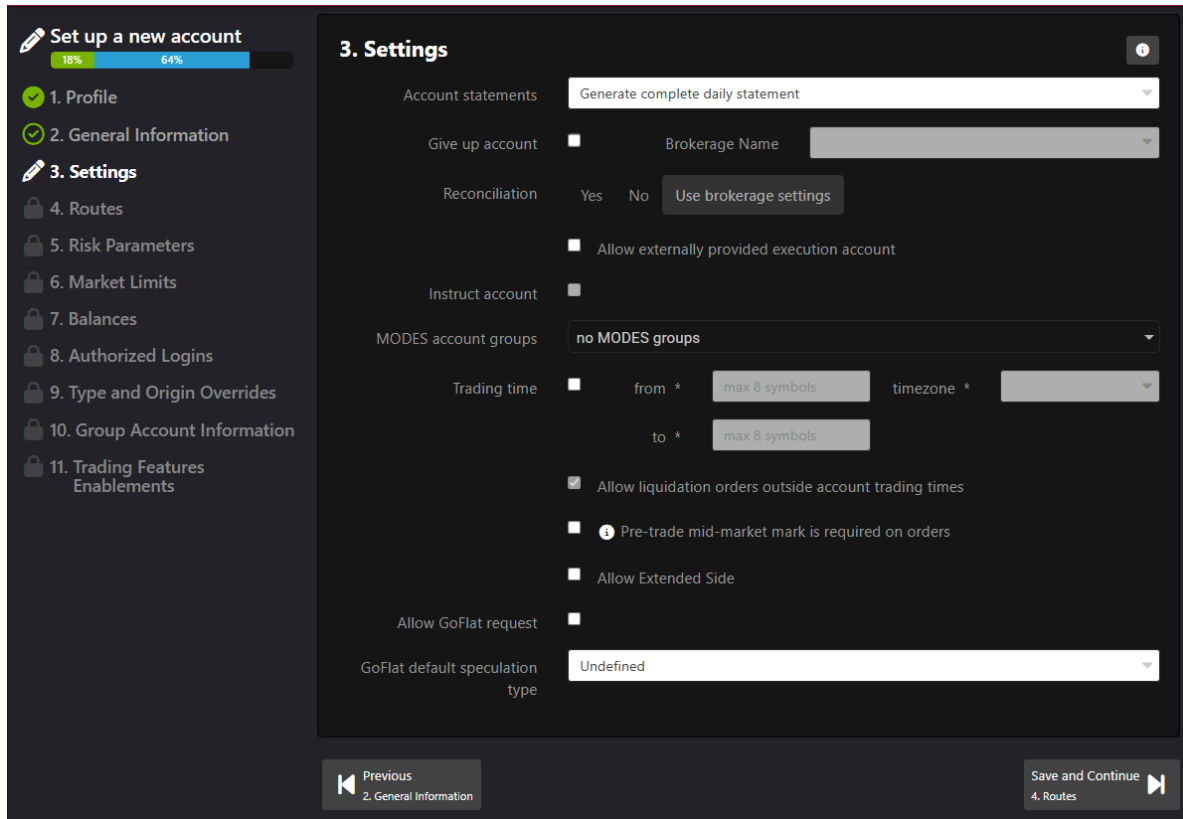 Set up a new account
18% 64%
1. Profile
2. General Information
3. Settings
4. Routes
5. Risk Parameters
6. Market Limits
7. Balances
8. Authorized Logins
9. Type and Origin Overrides
10. Group Account Information
11. Trading Features
Enablements
3. Settings
Account statements Generate complete daily statement
Give up account Brokerage Name
Reconciliation Yes No Use brokerage settings
Allow externally provided execution account
Instruct account
MODES account groups no MODES groups
Trading time from * max 8 symbols timezone *
to * max 8 symbols
Allow liquidation orders outside account trading times
Pre-trade mid-market mark is required on orders
Allow Extended Side
Allow GoFlat request
GoFlat default speculation Undefined
type
Previous
2. General Information
Save and Continue
4. Routes